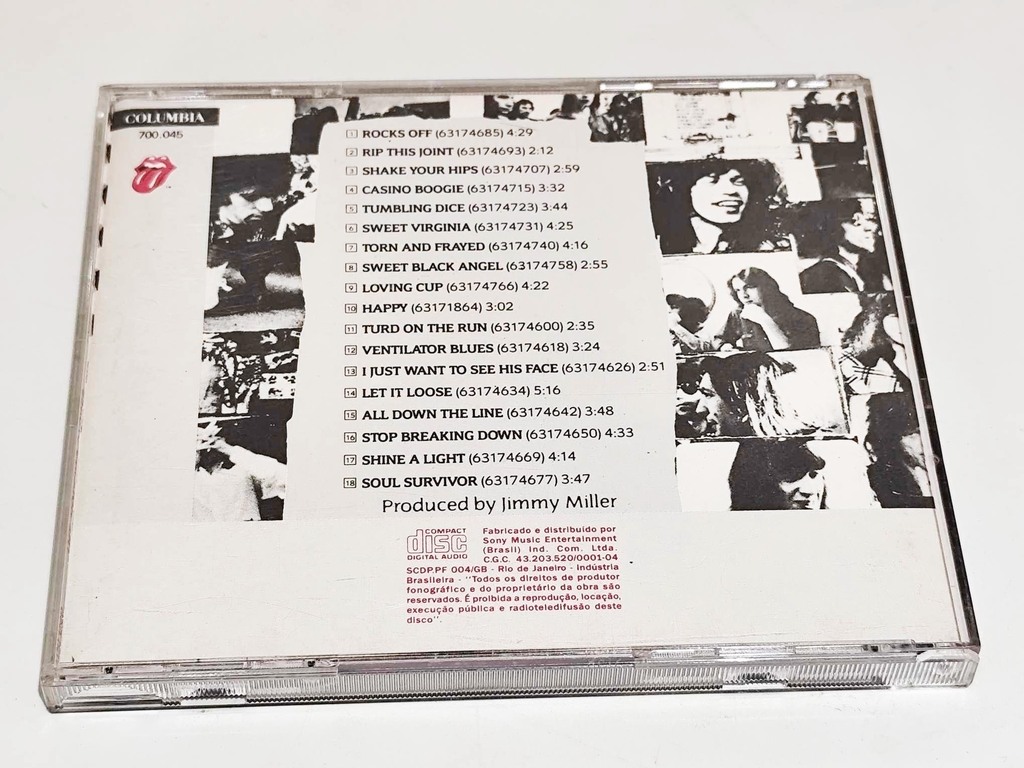 COLUMBIA
700.045
1 ROCKS OFF (63174685) 4:29
2 RIP THIS JOINT (63174693) 2:12
3 SHAKE YOUR HIPS (63174707) 2:59
4 CASINO BOOGIE (63174715) 3:32
5 TUMBLING DICE (63174723) 3:44
6 SWEET VIRGINIA (63174731) 4:25
7 TORN AND FRAYED (63174740) 4:16
8 SWEET BLACK ANGEL (63174758) 2:55
9 LOVING CUP (63174766) 4:22
10 HAPPY (63171864) 3:02
11 TURD ON THE RUN (63174600) 2:35
12 VENTILATOR BLUES (63174618) 3:24
13 I JUST WANT TO SEE HIS FACE (63174626) 2:51
14 LET IT LOOSE (63174634) 5:16
15 ALL DOWN THE LINE (63174642) 3:48
16 STOP BREAKING DOWN (63174650) 4:33
17 SHINE A LIGHT (63174669) 4:14
18 SOUL SURVIVOR (63174677) 3:47
Produced by Jimmy Miller
COMPACT
disc
DIGITAL AUDIO
Fabricado e distribuido por
Sony Music Entertainment
(Brasil) Ind. Com. Ltda.
C.G.C. 43.203.520/0001-04
SCDP.PF 004/GB - Rio de Janeiro - Indústria
Brasileira - "Todos os direitos de produtor
fonográfico e do proprietário da obra são
reservados. É proibida a reprodução, locação,
execução pública e radioteledifusão deste
disco".